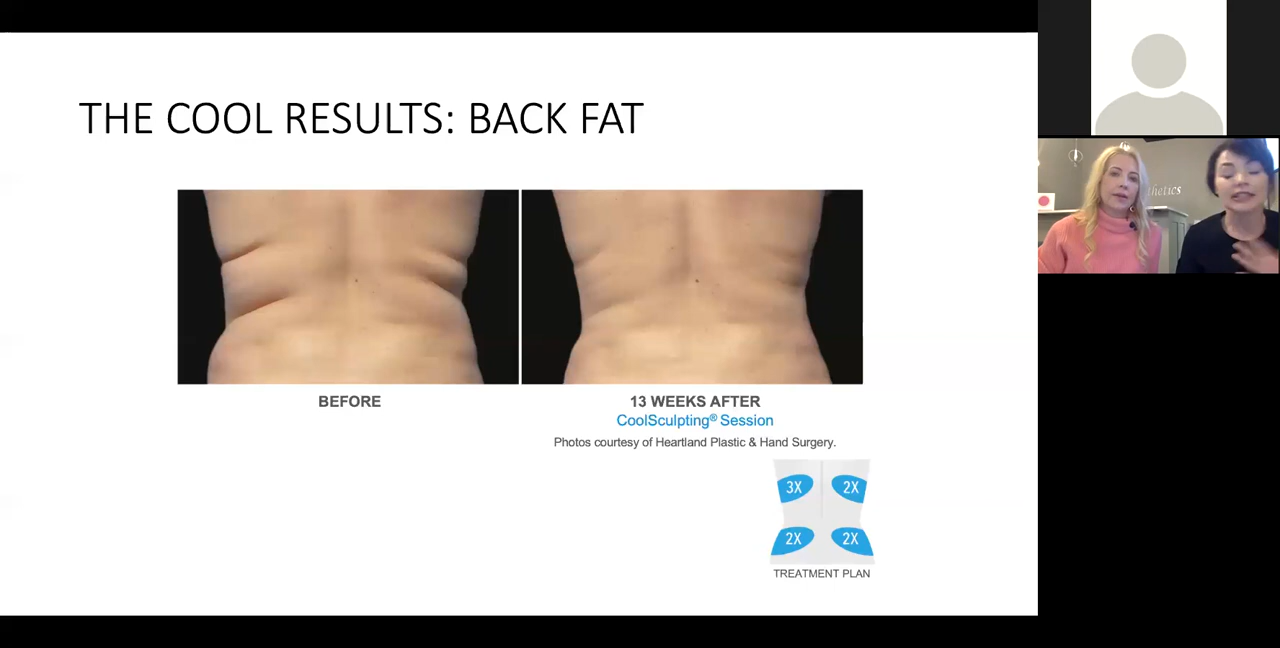 THE COOL RESULTS: BACK FAT
BEFORE
13 WEEKS AFTER
CoolSculpting® Session
Photos courtesy of Heartland Plastic & Hand Surgery.
3X 2X
2X 2X
TREATMENT PLAN